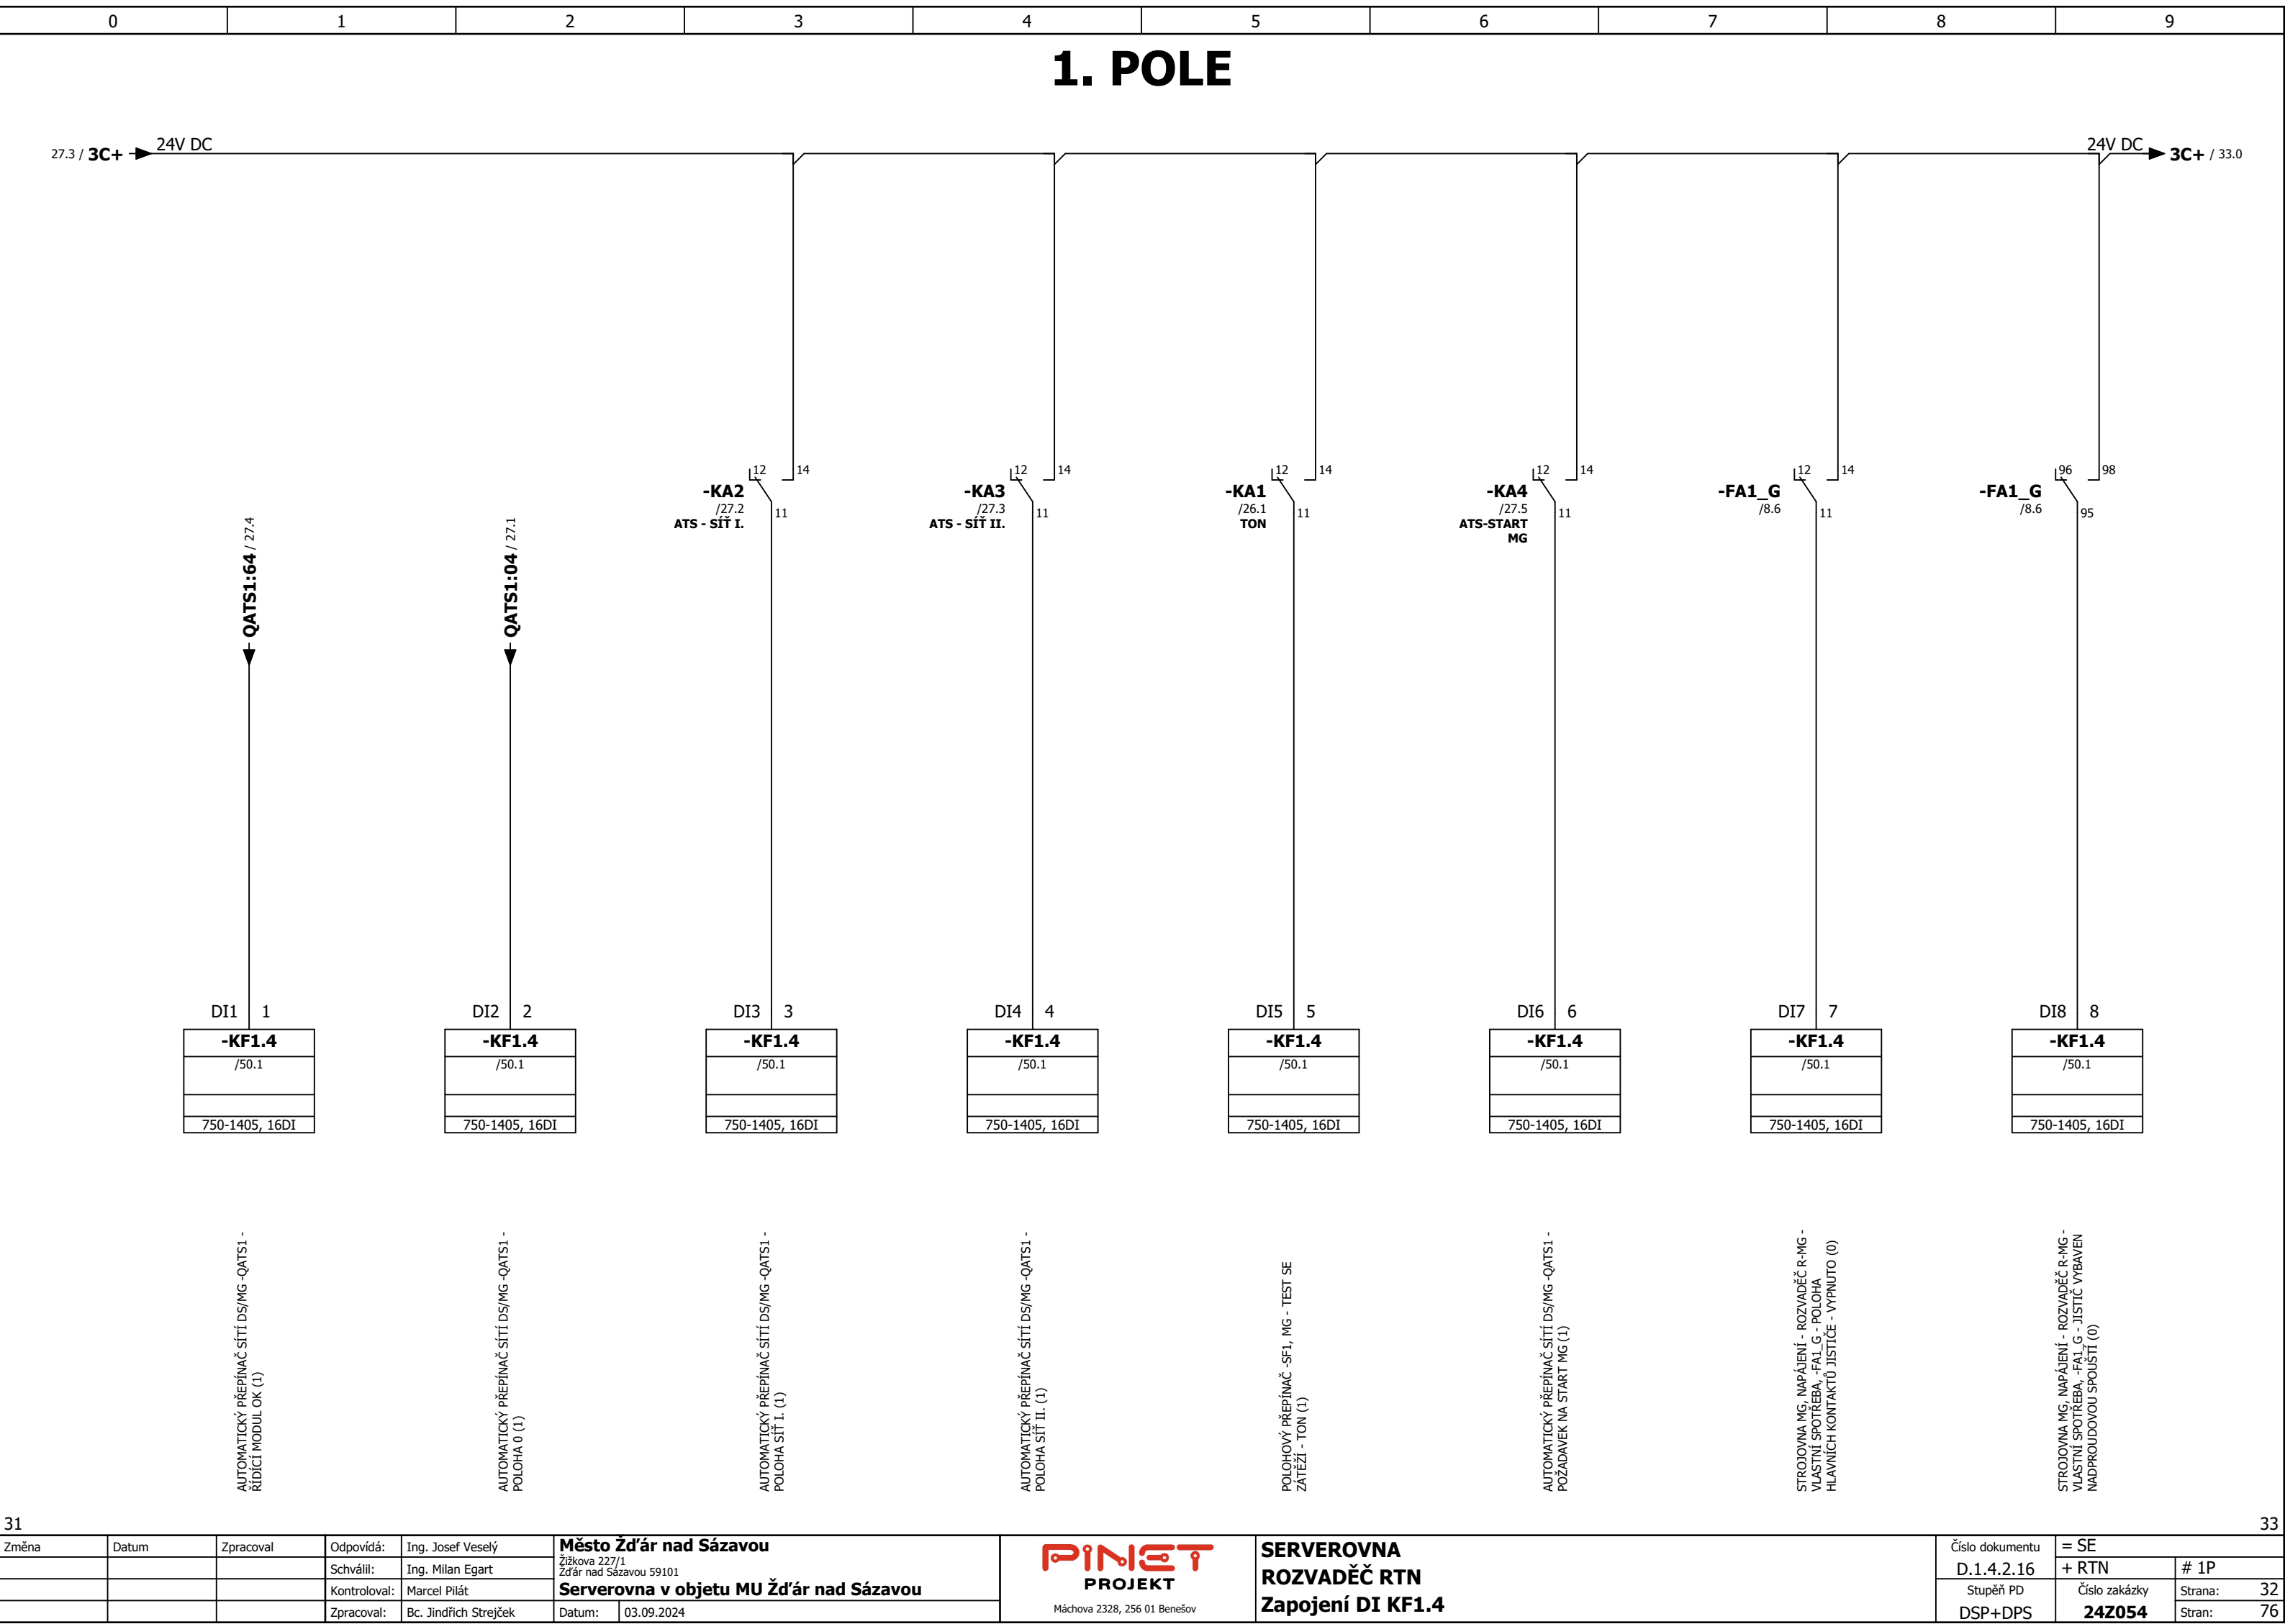 0 1 2 3 4 5 6 7 8 9
1. POLE
27.3 / 3C+ 24V DC
24V DC 3C+ / 33.0
QATS1:64 / 27.4
QATS1:04 / 27.1
12 14
-KA2
/27.2
ATS - SÍŤ I.
11
12 14
-KA3
/27.3
ATS - SÍŤ II.
11
12 14
-KA1
/26.1
TON
11
12 14
-KA4
/27.5
ATS-START
MG
11
12 14
-FA1_G
/8.6
11
96 98
-FA1_G
/8.6
95
DI1 1
-KF1.4
/50.1
750-1405, 16DI
DI2 2
-KF1.4
/50.1
750-1405, 16DI
DI3 3
-KF1.4
/50.1
750-1405, 16DI
DI4 4
-KF1.4
/50.1
750-1405, 16DI
DI5 5
-KF1.4
/50.1
750-1405, 16DI
DI6 6
-KF1.4
/50.1
750-1405, 16DI
DI7 7
-KF1.4
/50.1
750-1405, 16DI
DI8 8
-KF1.4
/50.1
750-1405, 16DI
AUTOMATICKÝ PŘEPÍNAČ SÍTÍ DS/MG -QATS1 -
ŘÍDÍCÍ MODUL OK (1)
AUTOMATICKÝ PŘEPÍNAČ SÍTÍ DS/MG -QATS1 -
POLOHA 0 (1)
AUTOMATICKÝ PŘEPÍNAČ SÍTÍ DS/MG -QATS1 -
POLOHA SÍŤ I. (1)
AUTOMATICKÝ PŘEPÍNAČ SÍTÍ DS/MG -QATS1 -
POLOHA SÍŤ II. (1)
POLOHOVÝ PŘEPÍNAČ -SF1, MG - TEST SE
ZÁTĚŽÍ - TON (1)
AUTOMATICKÝ PŘEPÍNAČ SÍTÍ DS/MG -QATS1 -
POŽADAVEK NA START MG (1)
STROJOVNA MG, NAPÁJENÍ - ROZVADĚČ R-MG -
VLASTNÍ SPOTŘEBA, -FA1_G - POLOHA
HLAVNÍCH KONTAKTŮ JISTIČE - VYPNUTO (0)
STROJOVNA MG, NAPÁJENÍ - ROZVADĚČ R-MG -
VLASTNÍ SPOTŘEBA, -FA1_G - JISTIČ VYBAVEN
NADPROUDOVOU SPOUŠTÍ (0)
31
33
Změna Datum Zpracoval
Odpovídá: Ing. Josef Veselý
Schválil: Ing. Milan Egart
Kontroloval: Marcel Pilát
Zpracoval: Bc. Jindřich Strejček
Město Žďár nad Sázavou
Žižkova 227/1
Žďár nad Sázavou 59101
Serverovna v objetu MU Žďár nad Sázavou
Datum: 03.09.2024
PINET
PROJEKT
Máchova 2328, 256 01 Benešov
SERVEROVNA
ROZVADĚČ RTN
Zapojení DI KF1.4
Číslo dokumentu
D.1.4.2.16
Stupěň PD
DSP+DPS
= SE
+ RTN # 1P
Číslo zakázky
24Z054
Strana: 32
Stran: 76